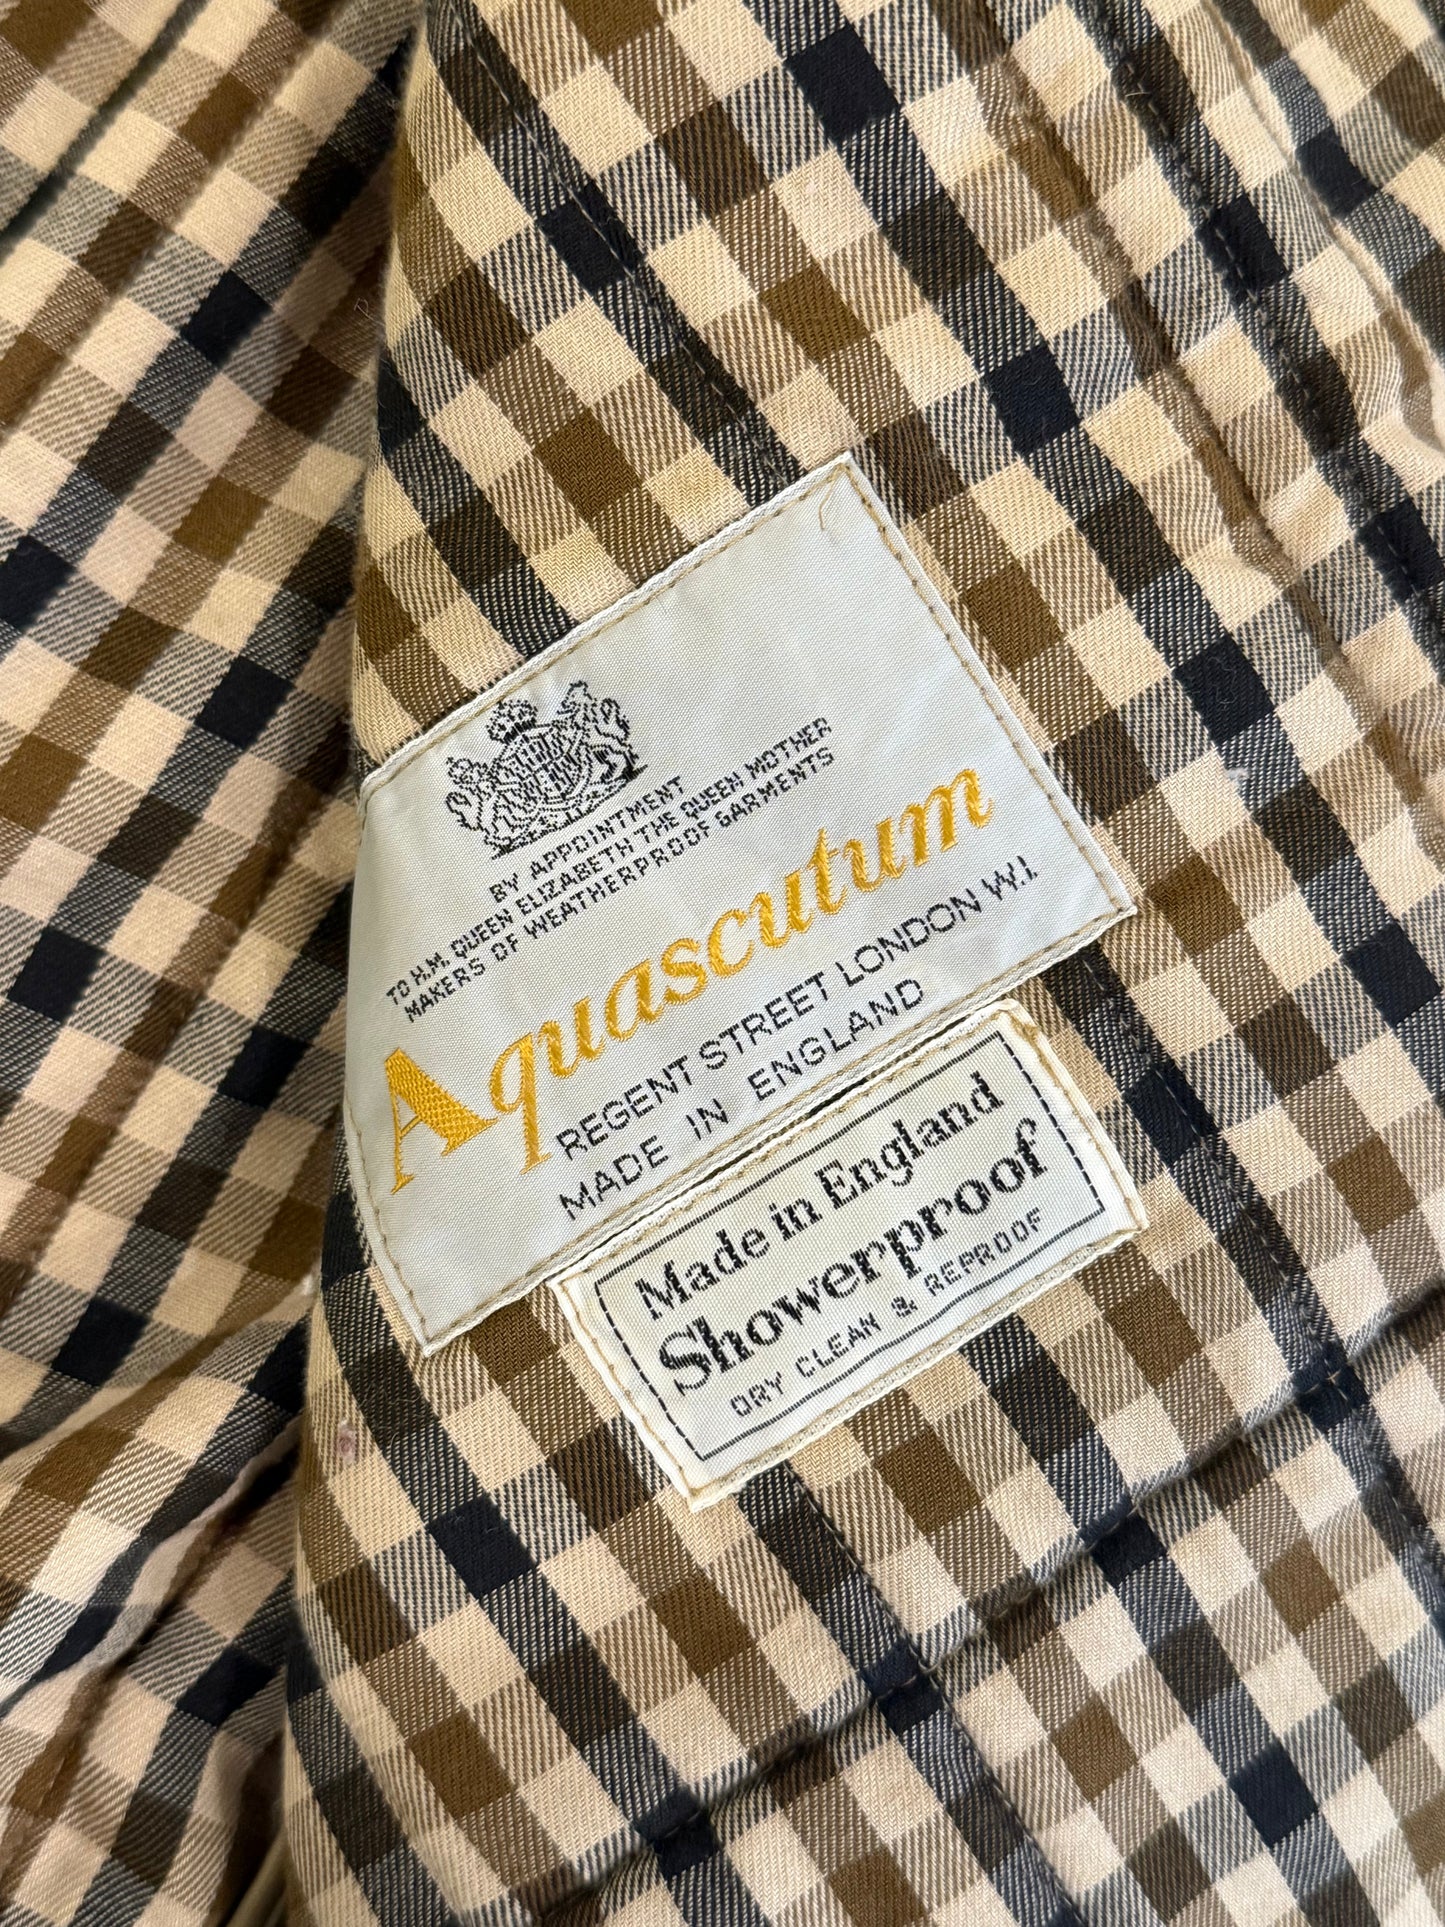 BY APPOINTMENT
TO H.M. QUEEN ELIZABETH THE QUEEN MOTHER
MAKERS OF WEATHERPROOF GARMENTS
Aquascutum
REGENT STREET LONDON W.I.
MADE IN ENGLAND
Made in England
Showerproof
DRY CLEAN & REPROOF